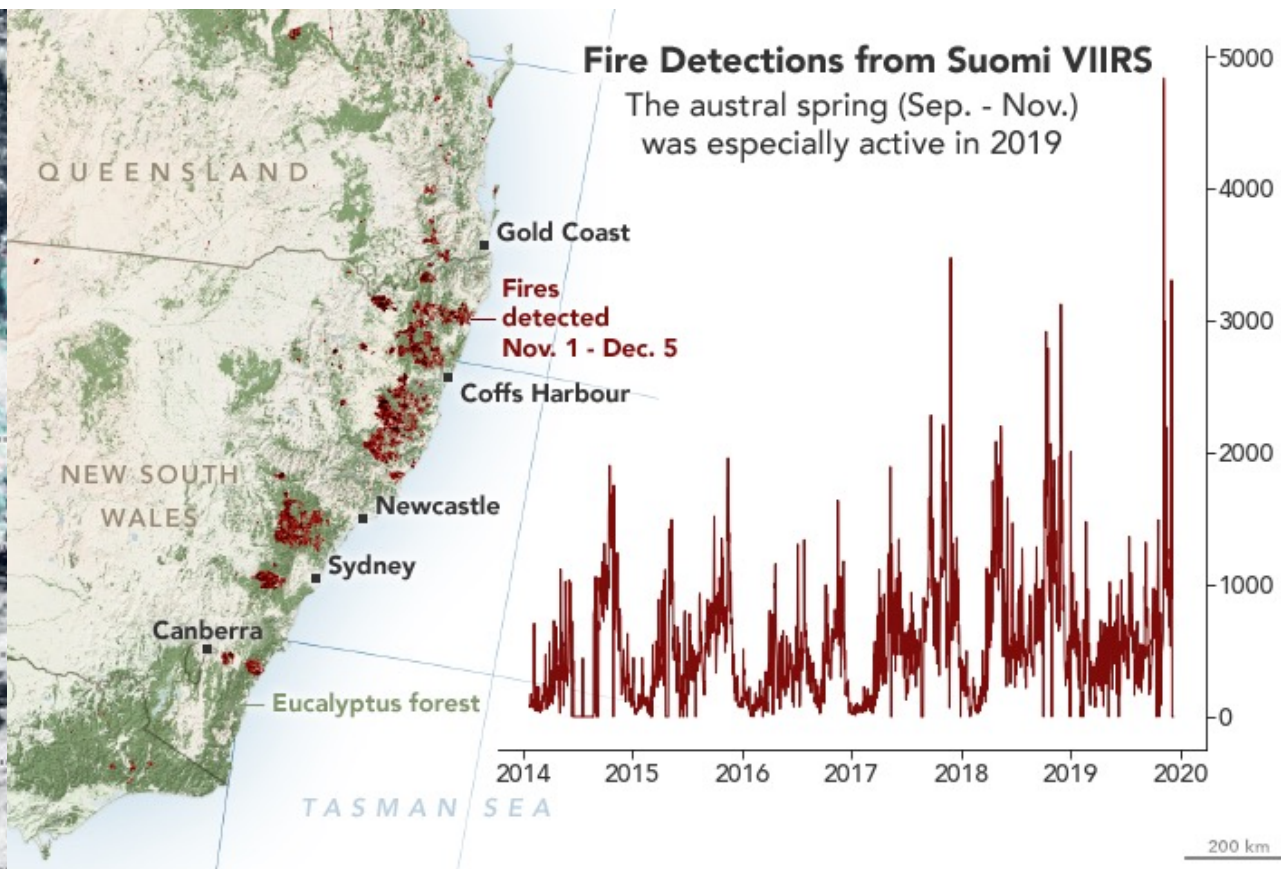 Fire Detections from Suomi VIIRS
The austral spring (Sep. - Nov.)
was especially active in 2019
QUEENSLAND
Gold Coast
Fires
detected
Nov. 1 - Dec. 5
Coffs Harbour
NEW SOUTH
WALES
Newcastle
Sydney
Canberra
Eucalyptus forest
TASMAN SEA
5000
4000
3000
2000
1000
0
2014 2015 2016 2017 2018 2019 2020
200 km